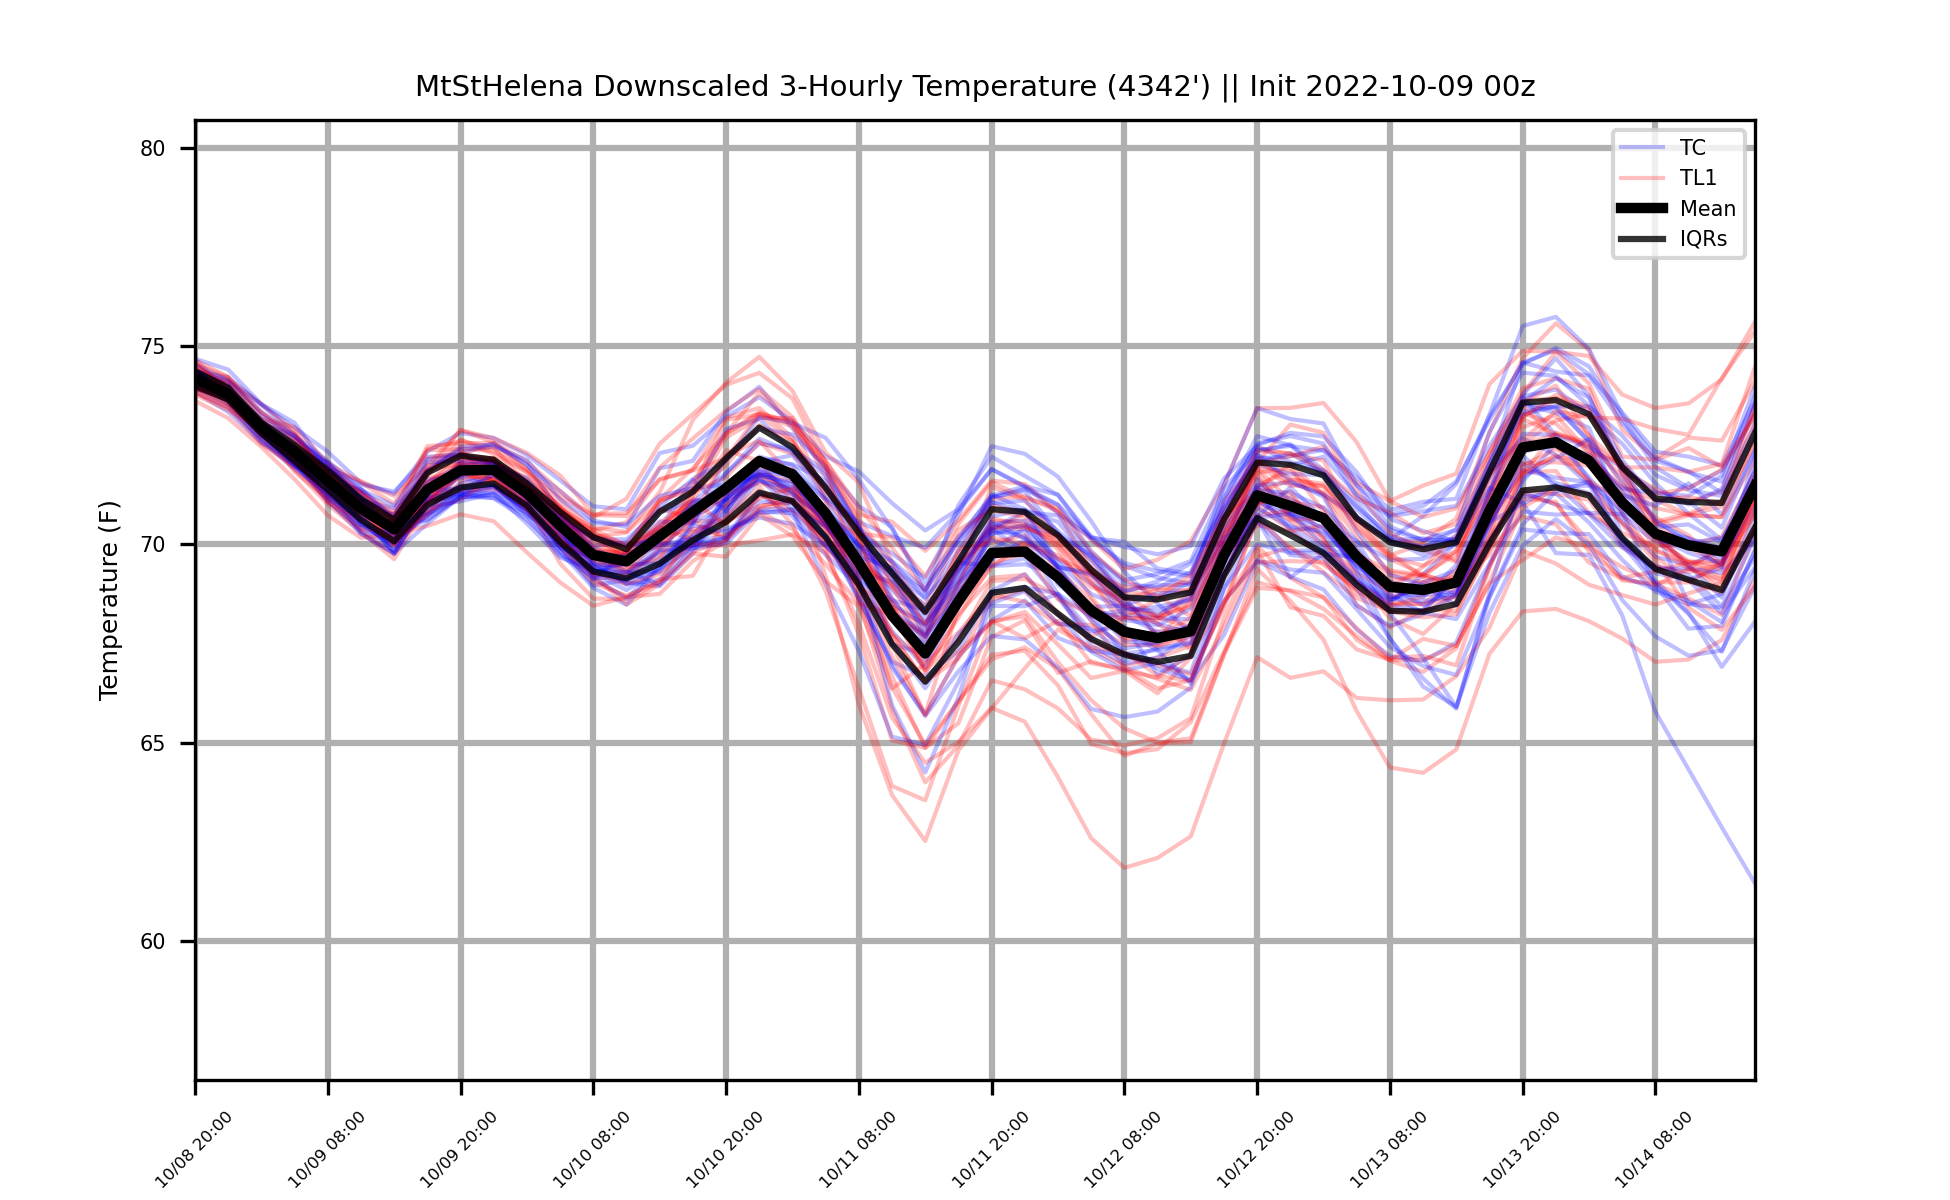 MtStHelena Downscaled 3-Hourly Temperature (4342') || Init 2022-10-09 00z
TC
TL1
Mean
IQRs
Temperature (F)
80
75
70
65
60
10/08 20:00
10/09 08:00
10/09 20:00
10/10 08:00
10/10 20:00
10/11 08:00
10/11 20:00
10/12 08:00
10/12 20:00
10/13 08:00
10/13 20:00
10/14 08:00